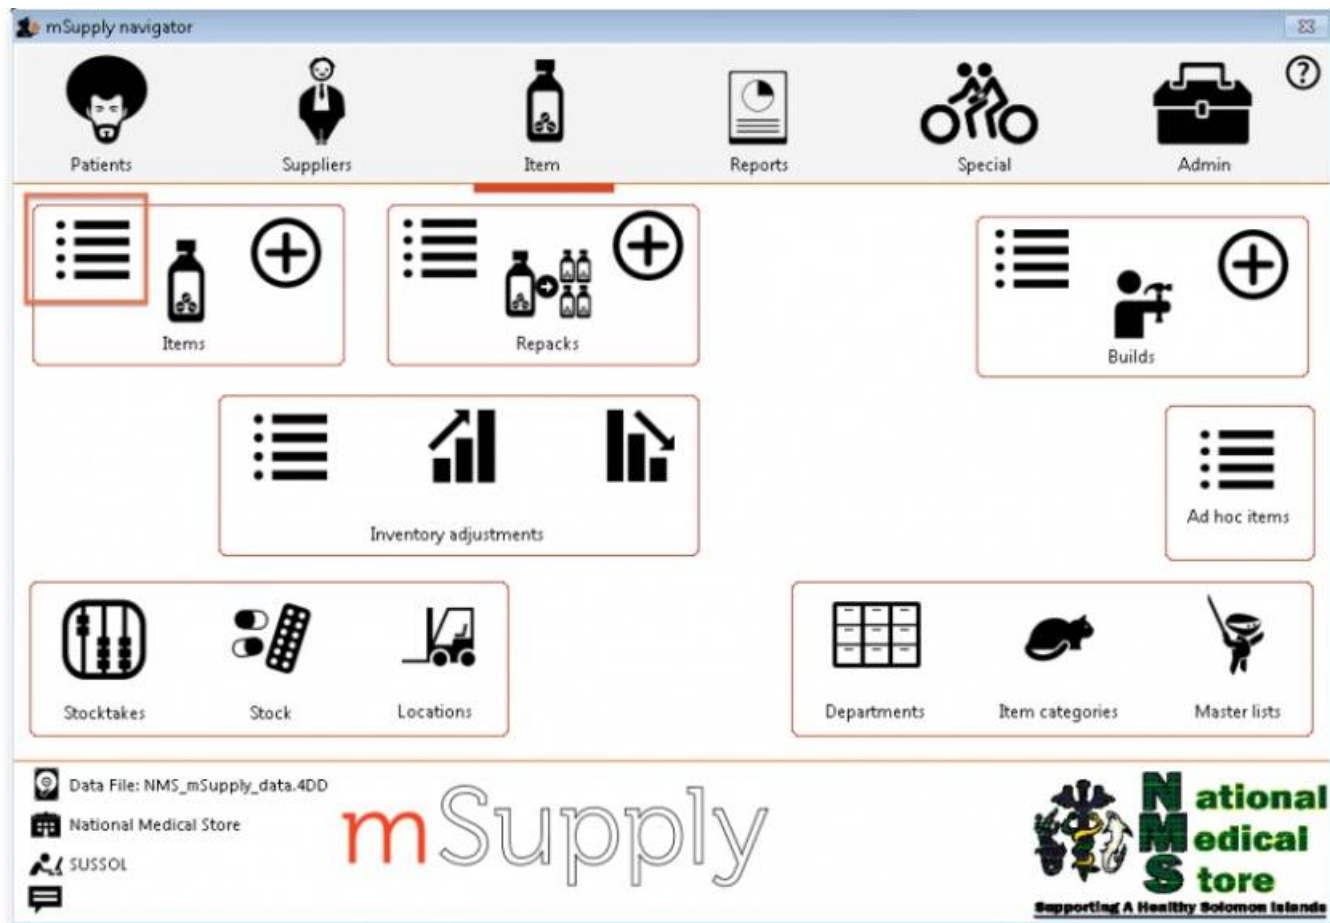 mSupply navigator
Patients
Suppliers
Item
Reports
Special
Admin
?
Items
Repacks
Builds
Inventory adjustments
Ad hoc items
Stocktakes
Stock
Locations
Departments
Item categories
Master lists
Data File: NMS_mSupply_data.4DD
National Medical Store
SUSSOL
mSupply
National
Medical
Store
Supporting A Healthy Solomon Islands